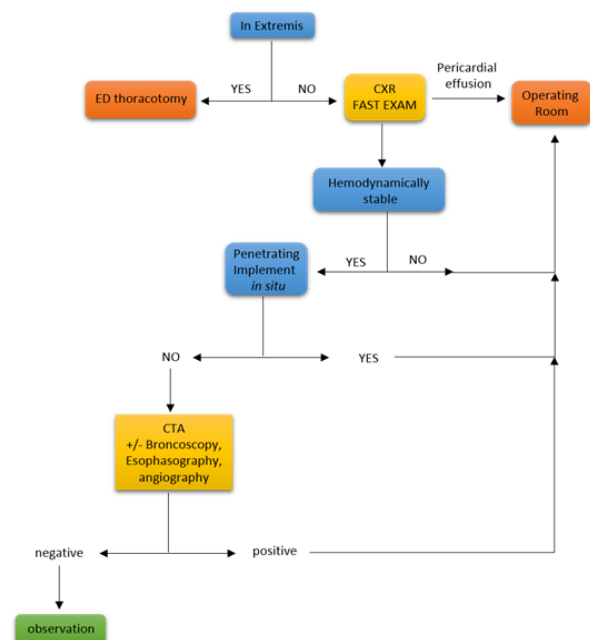 In Extremis
YES
NO
ED thoracotomy
CXR
FAST EXAM
Pericardial
effusion
Operating
Room
Hemodynamically
stable
Penetrating
Implement
in situ
YES
NO
NO
YES
CTA
+/- Broncoscopy,
Esophasography,
angiography
negative
positive
observation